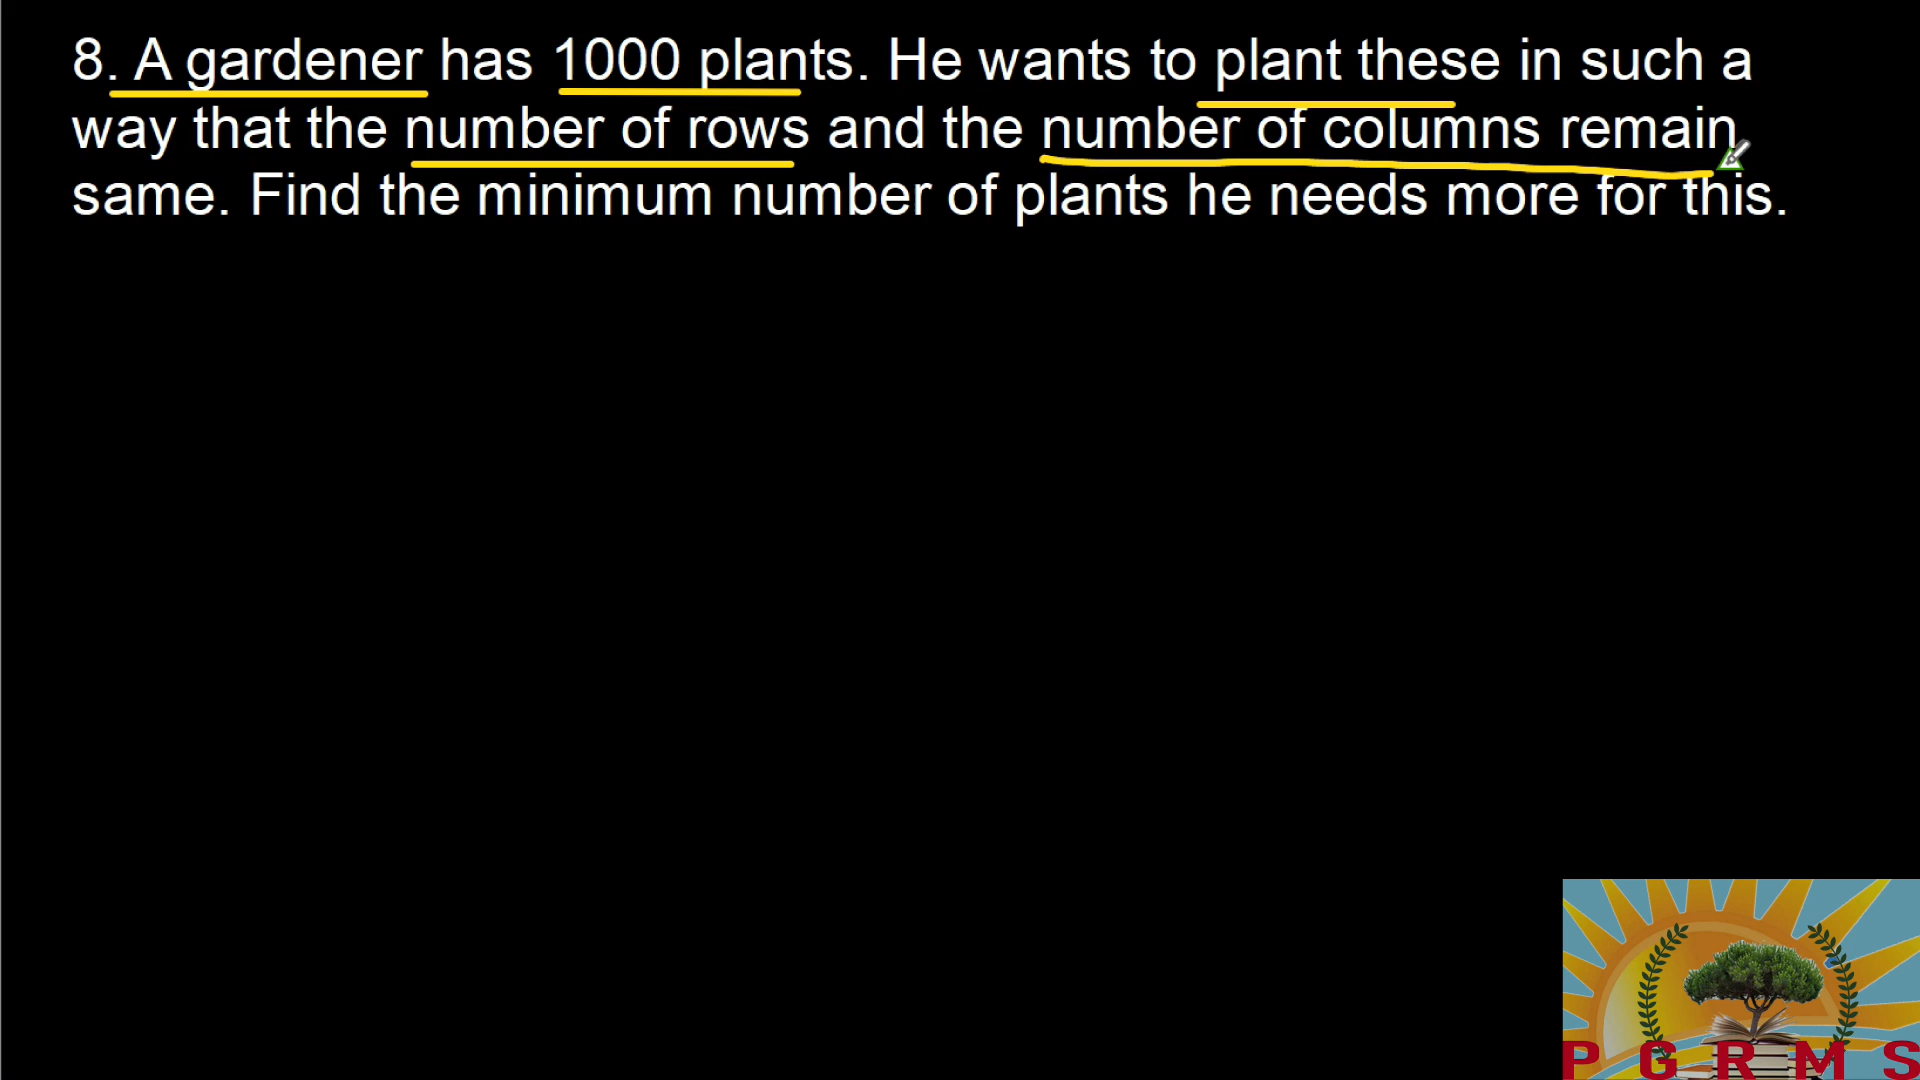 8. A gardener has 1000 plants. He wants to plant these in such a
way that the number of rows and the number of columns remain
same. Find the minimum number of plants he needs more for this.
P G R M S